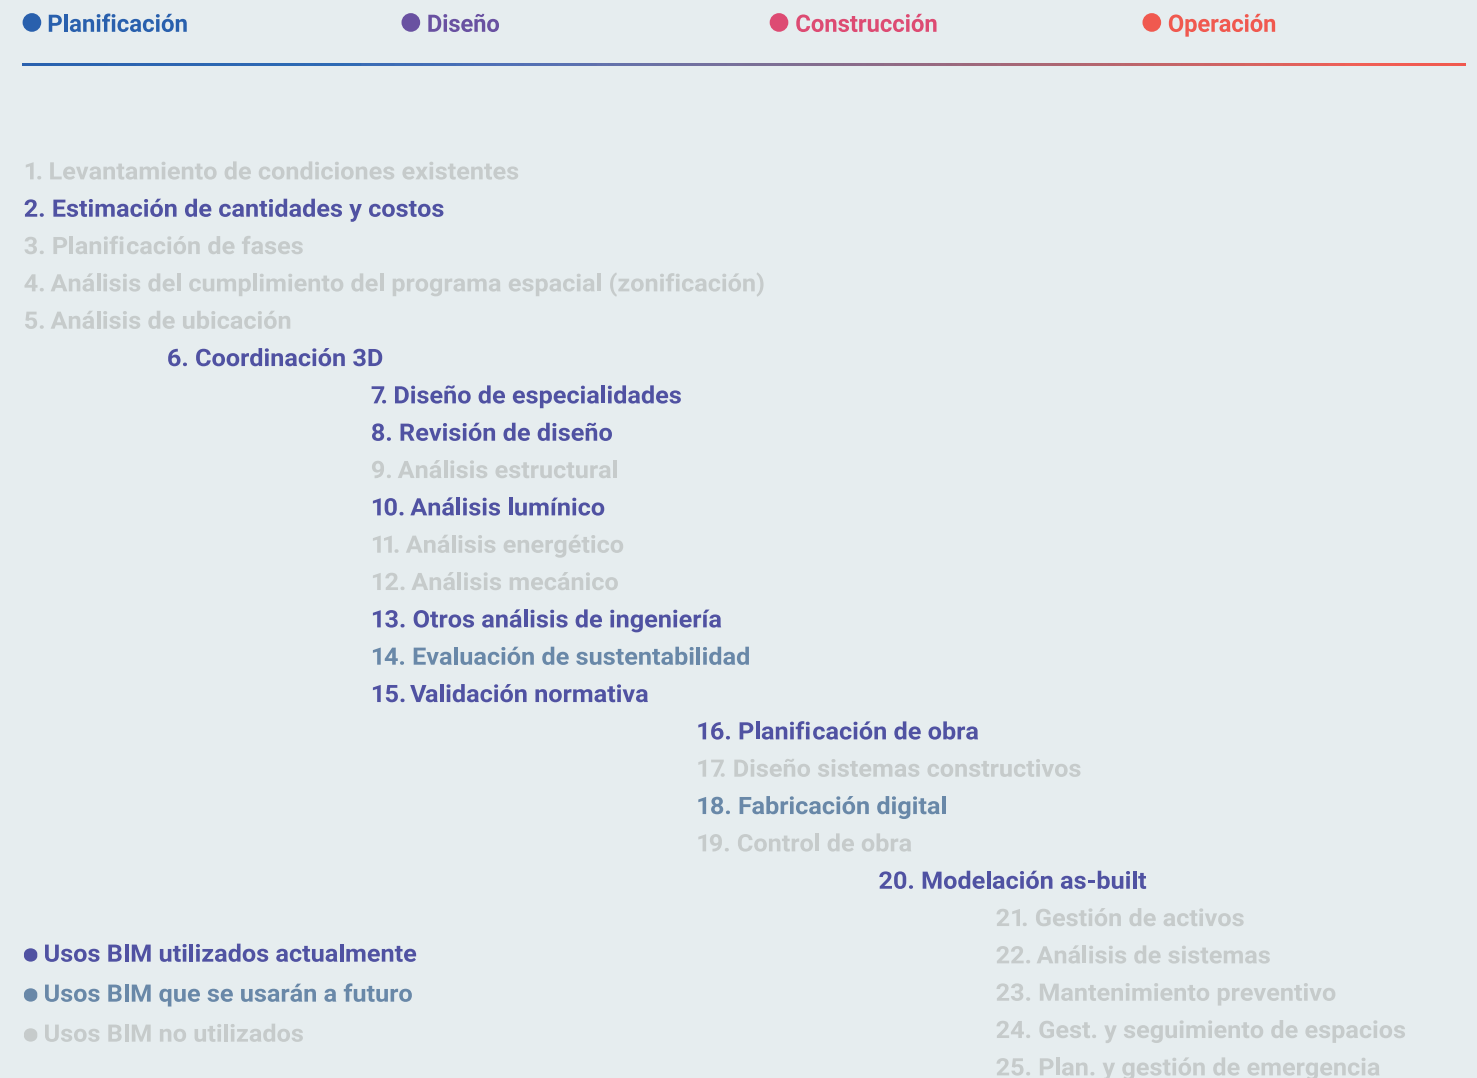 Planificación
Diseño
Construcción
Operación
1. Levantamiento de condiciones existentes
2. Estimación de cantidades y costos
3. Planificación de fases
4. Análisis del cumplimiento del programa espacial (zonificación)
5. Análisis de ubicación
6. Coordinación 3D
7. Diseño de especialidades
8. Revisión de diseño
9. Análisis estructural
10. Análisis lumínico
11. Análisis energético
12. Análisis mecánico
13. Otros análisis de ingeniería
14. Evaluación de sustentabilidad
15. Validación normativa
16. Planificación de obra
17. Diseño sistemas constructivos
18. Fabricación digital
19. Control de obra
20. Modelación as-built
21. Gestión de activos
22. Análisis de sistemas
23. Mantenimiento preventivo
24. Gest. y seguimiento de espacios
25. Plan. y gestión de emergencia
Usos BIM utilizados actualmente
Usos BIM que se usarán a futuro
Usos BIM no utilizados